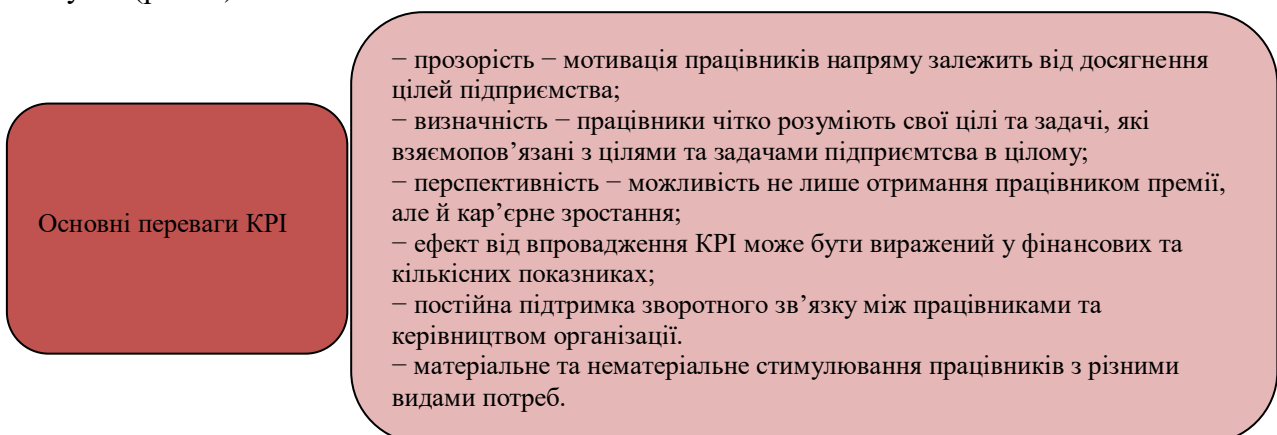 Основні переваги KPI
− прозорість − мотивація працівників напряму залежить від досягнення
цілей підприємства;
− визначність − працівники чітко розуміють свої цілі та задачі, які
взаємопов’язані з цілями та задачами підприємтсва в цілому;
− перспективність − можливість не лише отримання працівником премії,
але й кар’єрне зростання;
− ефект від впровадження KPI може бути виражений у фінансових та
кількісних показниках;
− постійна підтримка зворотного зв’язку між працівниками та
керівництвом організації.
− матеріальне та нематеріальне стимулювання працівників з різними
видами потреб.